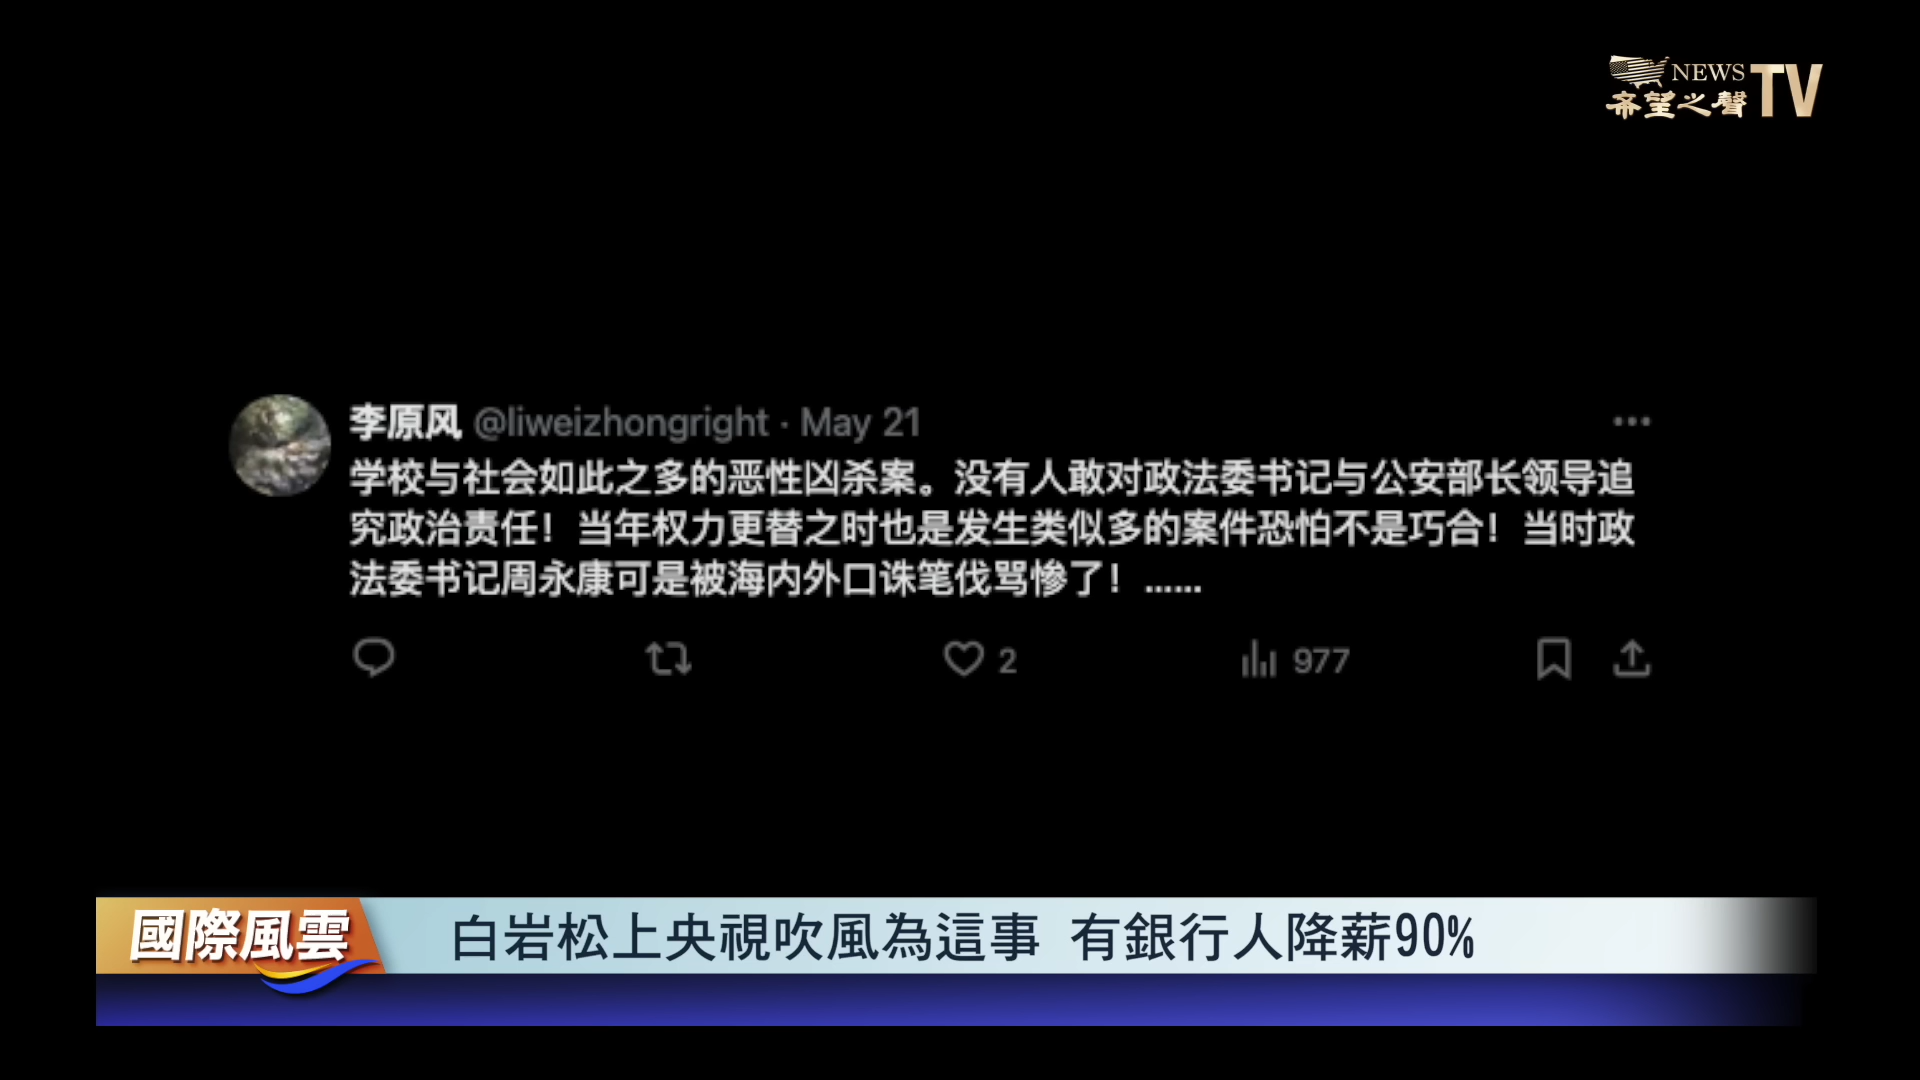 NEWS
希望之聲TV
李原风 @liweizhongright · May 21
学校与社会如此之多的恶性凶杀案。没有人敢对政法委书记与公安部长领导追
究政治责任！当年权力更替之时也是发生类似多的案件恐怕不是巧合！当时政
法委书记周永康可是被海内外口诛笔伐骂惨了！......
2 977
國際風雲
白岩松上央視吹風為這事 有銀行人降薪90%